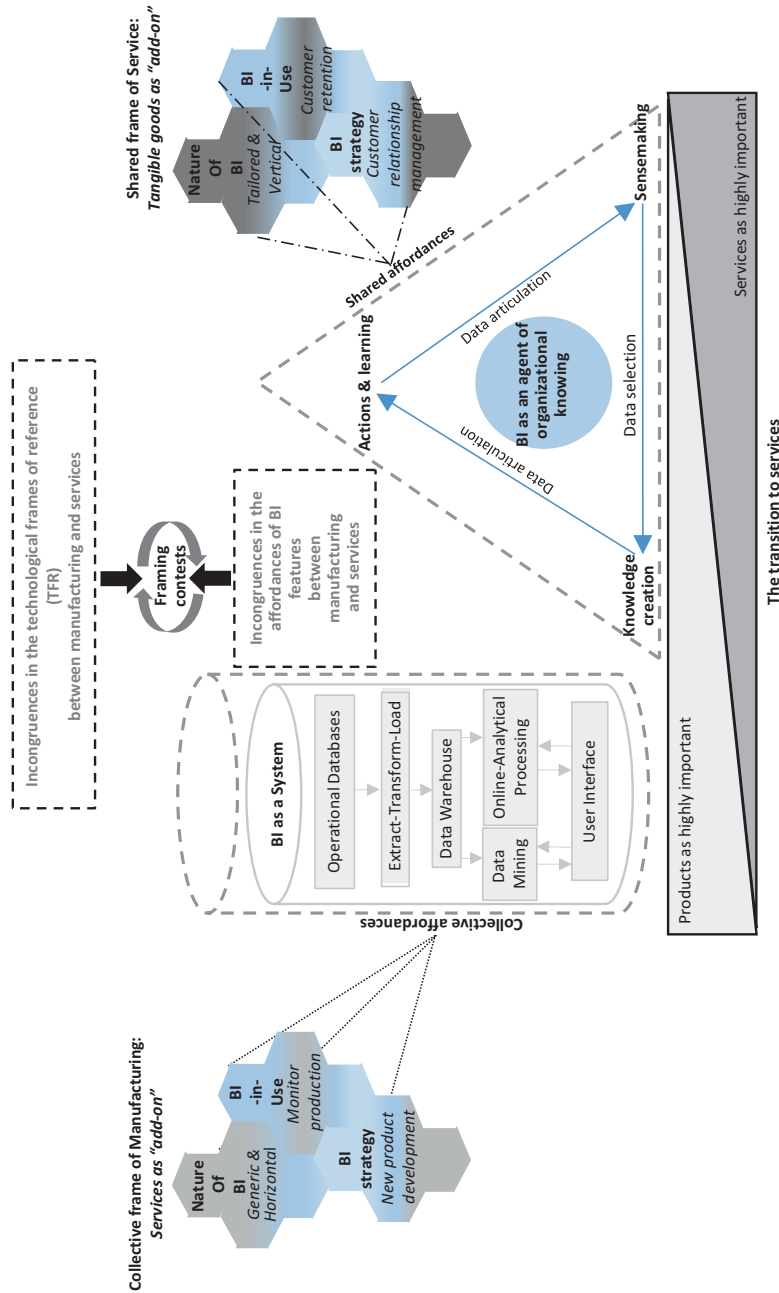 Incongruences in the technological frames of reference
(TFR)
between manufacturing and services
Framing
contests
Incongruences in the
affordances of BI
features
between
manufacturing
and services
Collective frame of Manufacturing:
Services as "add-on"
Nature
Of
BI
Generic &
Horizontal
BI
-in-
Use
Monitor
production
BI
strategy
New product
development
Collective affordances
BI as a System
Operational Databases
Extract-Transform-Load
Data Warehouse
Data
Mining
Online-Analytical
Processing
User Interface
Shared frame of Service:
Tangible goods as "add-on"
Nature
Of
BI
Tailored &
Vertical
BI
-in-
Use
Customer
retention
BI
strategy
Customer
relationship
management
Shared affordances
Actions & learning
Data articulation
Data articulation
BI as an agent of
organizational
knowing
Knowledge
creation
Data selection
Sensemaking
Products as highly important
Services as highly important
The transition to services